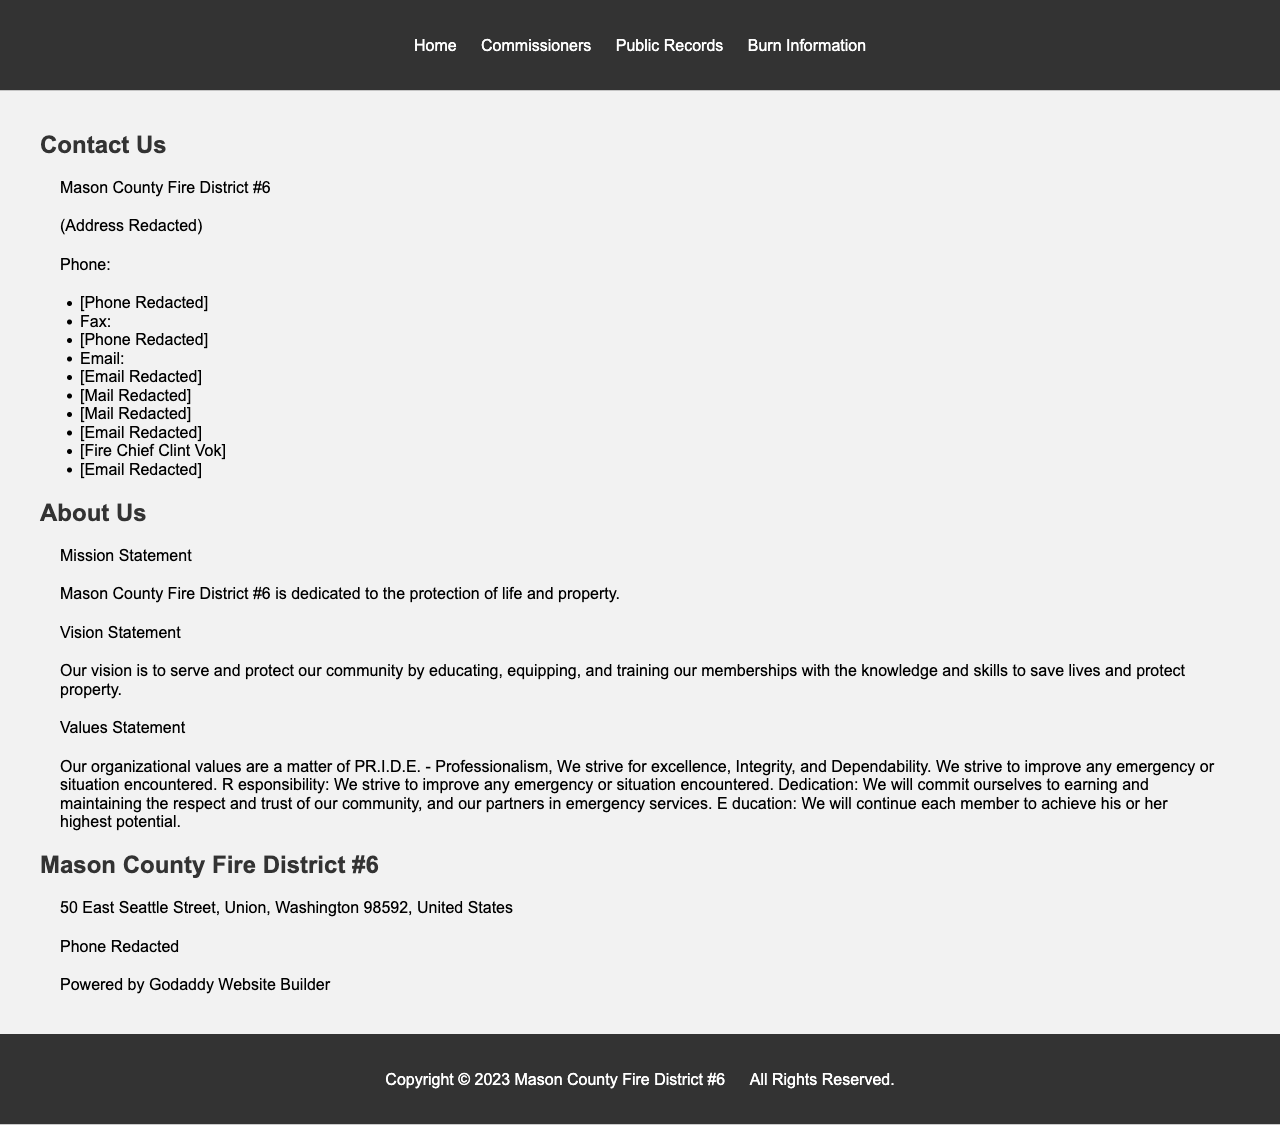 Home Commissioners Public Records Burn Information
Contact Us
Mason County Fire District #6
(Address Redacted)
Phone:
• [Phone Redacted]
• Fax:
• [Phone Redacted]
• Email:
• [Email Redacted]
• [Mail Redacted]
• [Mail Redacted]
• [Email Redacted]
• [Fire Chief Clint Vok]
• [Email Redacted]
About Us
Mission Statement
Mason County Fire District #6 is dedicated to the protection of life and property.
Vision Statement
Our vision is to serve and protect our community by educating, equipping, and training our memberships with the knowledge and skills to save lives and protect
property.
Values Statement
Our organizational values are a matter of PR.I.D.E. - Professionalism, We strive for excellence, Integrity, and Dependability. We strive to improve any emergency or
situation encountered. R esponsibility: We strive to improve any emergency or situation encountered. Dedication: We will commit ourselves to earning and
maintaining the respect and trust of our community, and our partners in emergency services. E ducation: We will continue each member to achieve his or her
highest potential.
Mason County Fire District #6
50 East Seattle Street, Union, Washington 98592, United States
Phone Redacted
Powered by Godaddy Website Builder
Copyright © 2023 Mason County Fire District #6 All Rights Reserved.